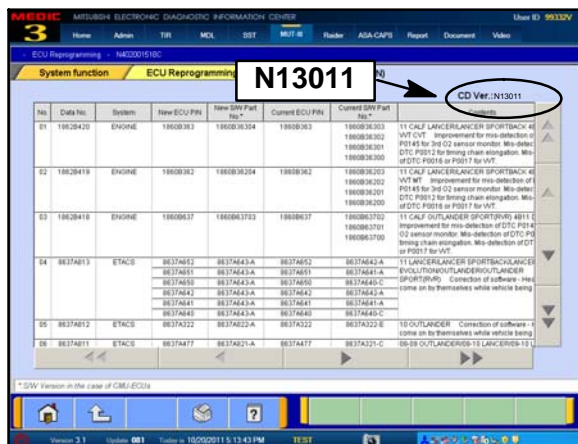 MEDIC MITSUBISHI ELECTRONIC DIAGNOSTIC INFORMATION CENTER User ID 99332V
3 Home Admin TIR MDL SST MUT-III Raider ASA-CAPS Report Document Video
ECU Reprogramming - N40200151BC
System function ECU Reprogramming N)
N13011
CD Ver.:N13011
No. Data No. System New ECU P/N New S/W Part No.* Current ECU P/N Current S/W Part No.* Contents
01 1862B420 ENGINE 1860B363 1860B36304 1860B363 1860B36303 11 CALF LANCER/LANCER SPORTBACK 4B
1860B36302 VVT CVT Improvement for mis-detection of
1860B36301 P0145 for 3rd O2 sensor monitor. Mis-detec
1860B36300 DTC P0012 for timing chain elongation. Mis-
of DTC P0016 or P0017 for VVT.
02 1862B419 ENGINE 1860B362 1860B36204 1860B362 1860B36203 11 CALF LANCER/LANCER SPORTBACK 4B
1860B36202 VVT MT Improvement for mis-detection of
1860B36201 P0145 for 3rd O2 sensor monitor. Mis-detec
1860B36200 DTC P0012 for timing chain elongation. Mis-
of DTC P0016 or P0017 for VVT.
03 1862B418 ENGINE 1860B637 1860B63703 1860B637 1860B63702 11 CALF OUTLANDER SPORT(RVR) 4B11
1860B63701 Improvement for mis-detection of DTC P014
1860B63700 O2 sensor monitor. Mis-detection of DTC P0
timing chain elongation. Mis-detection of DT
P0017 for VVT.
04 8637A813 ETACS 8637A652 8637A643-A 8637A652 8637A642-A 11 LANCER/LANCER SPORTBACK/LANCER
8637A651 8637A643-A 8637A651 8637A641-A EVOLUTION/OUTLANDER/OUTLANDER
8637A650 8637A643-A 8637A650 8637A640-C SPORT(RVR) Correction of software - Hea
8637A642 8637A643-A 8637A642 8637A642-A come on by themselves while vehicle being
8637A641 8637A643-A 8637A641 8637A641-A
8637A640 8637A643-A 8637A640 8637A640-C
05 8637A812 ETACS 8637A322 8637A822-A 8637A322 8637A322-E 10 OUTLANDER Correction of software - H
come on by themselves while vehicle being
06 8637A811 ETACS 8637A477 8637A821-A 8637A477 8637A321-C 08-09 OUTLANDER/09-10 LANCER/09-10 L
* S/W Version in the case of GMU-ECUs
?
Version 3.1 Update 081 Today is 10/20/2011 5:13:43 PM TEST